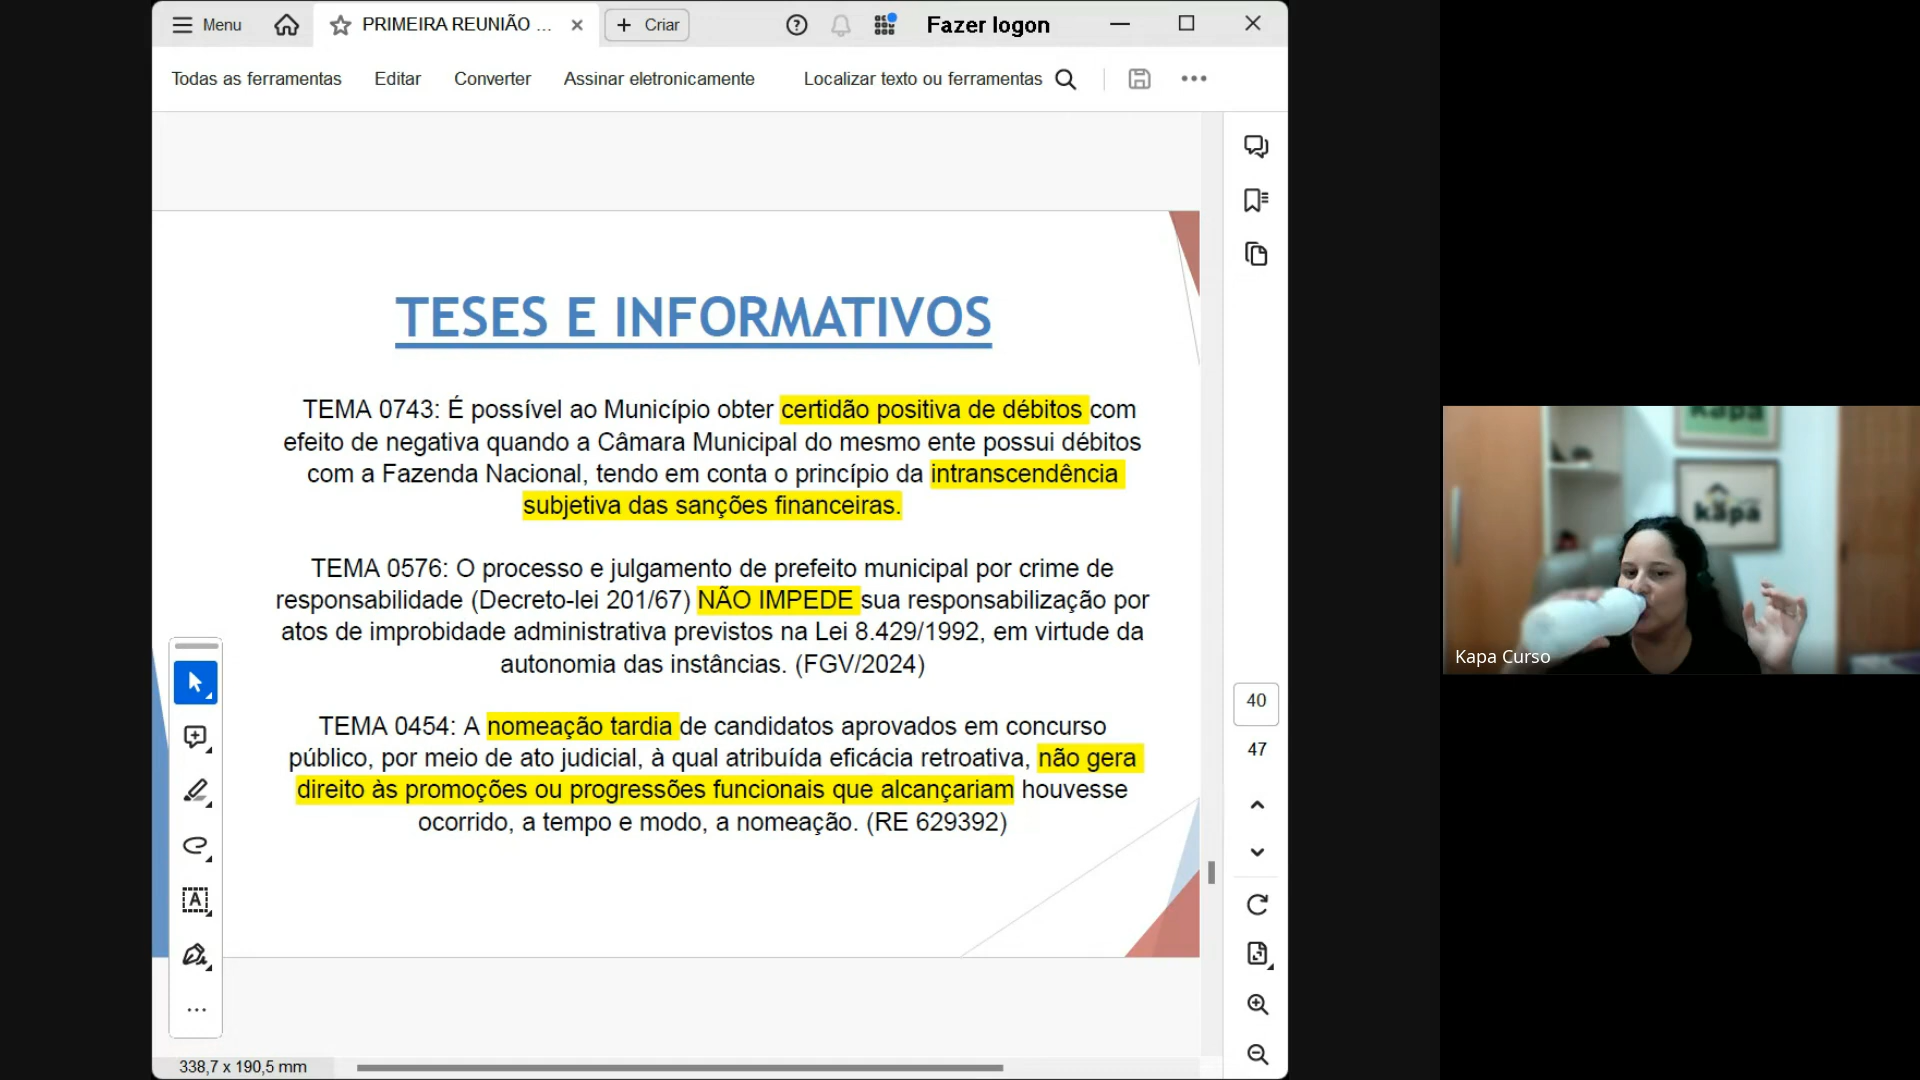 Menu
PRIMEIRA REUNIÃO ...
Criar
Fazer logon
Todas as ferramentas
Editar
Converter
Assinar eletronicamente
Localizar texto ou ferramentas
TESES E INFORMATIVOS
TEMA 0743: É possível ao Município obter certidão positiva de débitos com
efeito de negativa quando a Câmara Municipal do mesmo ente possui débitos
com a Fazenda Nacional, tendo em conta o princípio da intranscendência
subjetiva das sanções financeiras.
TEMA 0576: O processo e julgamento de prefeito municipal por crime de
responsabilidade (Decreto-lei 201/67) NÃO IMPEDE sua responsabilização por
atos de improbidade administrativa previstos na Lei 8.429/1992, em virtude da
autonomia das instâncias. (FGV/2024)
TEMA 0454: A nomeação tardia de candidatos aprovados em concurso
público, por meio de ato judicial, à qual atribuída eficácia retroativa, não gera
direito às promoções ou progressões funcionais que alcançariam houvesse
ocorrido, a tempo e modo, a nomeação. (RE 629392)
40
47
338,7 x 190,5 mm
kapa
kapa
Kapa Curso